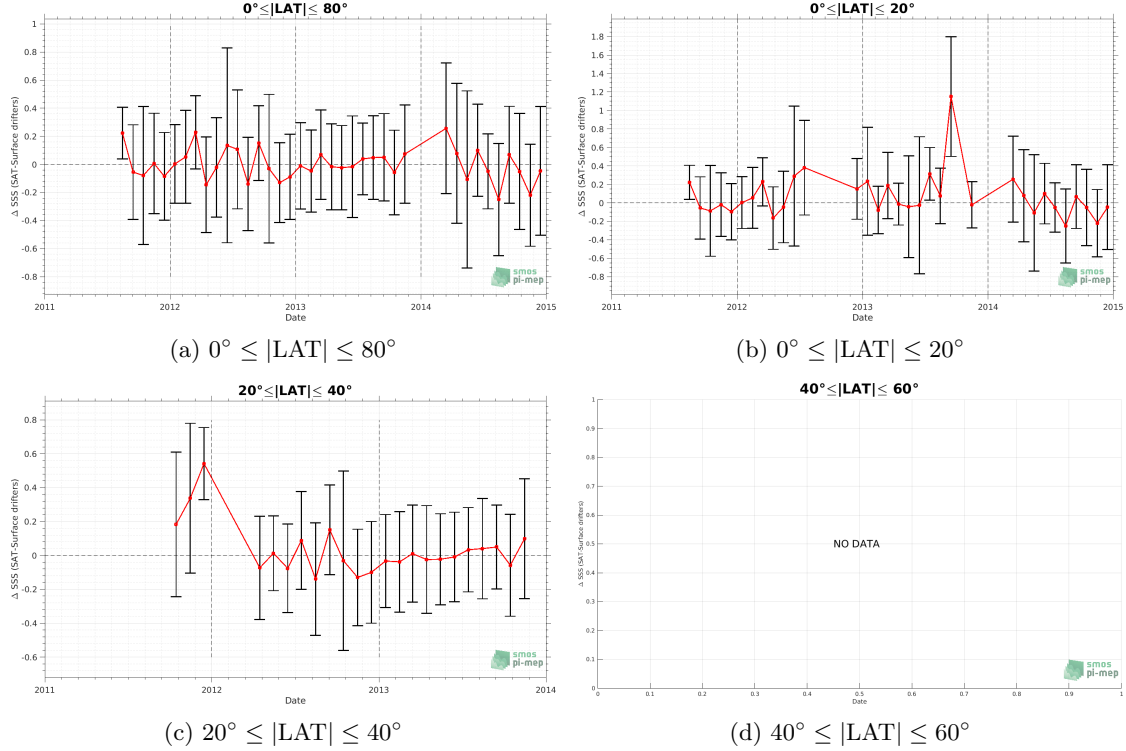 0°≤|LAT|≤ 80°
Δ SSS (SAT-Surface drifters)
0.8
0.6
0.4
0.2
0
-0.2
-0.4
-0.6
-0.8
2011
2012
2013
2014
2015
Date
smos
pi-mep
(a) 0° ≤ |LAT| ≤ 80°
0°≤|LAT|≤ 20°
Δ SSS (SAT-Surface drifters)
1.8
1.6
1.4
1.2
1
0.8
0.6
0.4
0.2
0
-0.2
-0.4
-0.6
-0.8
2011
2012
2013
2014
2015
Date
smos
pi-mep
(b) 0° ≤ |LAT| ≤ 20°
20°≤|LAT|≤ 40°
Δ SSS (SAT-Surface drifters)
0.8
0.6
0.4
0.2
0
-0.2
-0.4
-0.6
2011
2012
2013
2014
Date
smos
pi-mep
(c) 20° ≤ |LAT| ≤ 40°
40°≤|LAT|≤ 60°
Δ SSS (SAT-Surface drifters)
1
0.9
0.8
0.7
0.6
0.5
0.4
0.3
0.2
0.1
0
NO DATA
0
0.1
0.2
0.3
0.4
0.5
0.6
0.7
0.8
0.9
1
Date
smos
pi-mep
(d) 40° ≤ |LAT| ≤ 60°